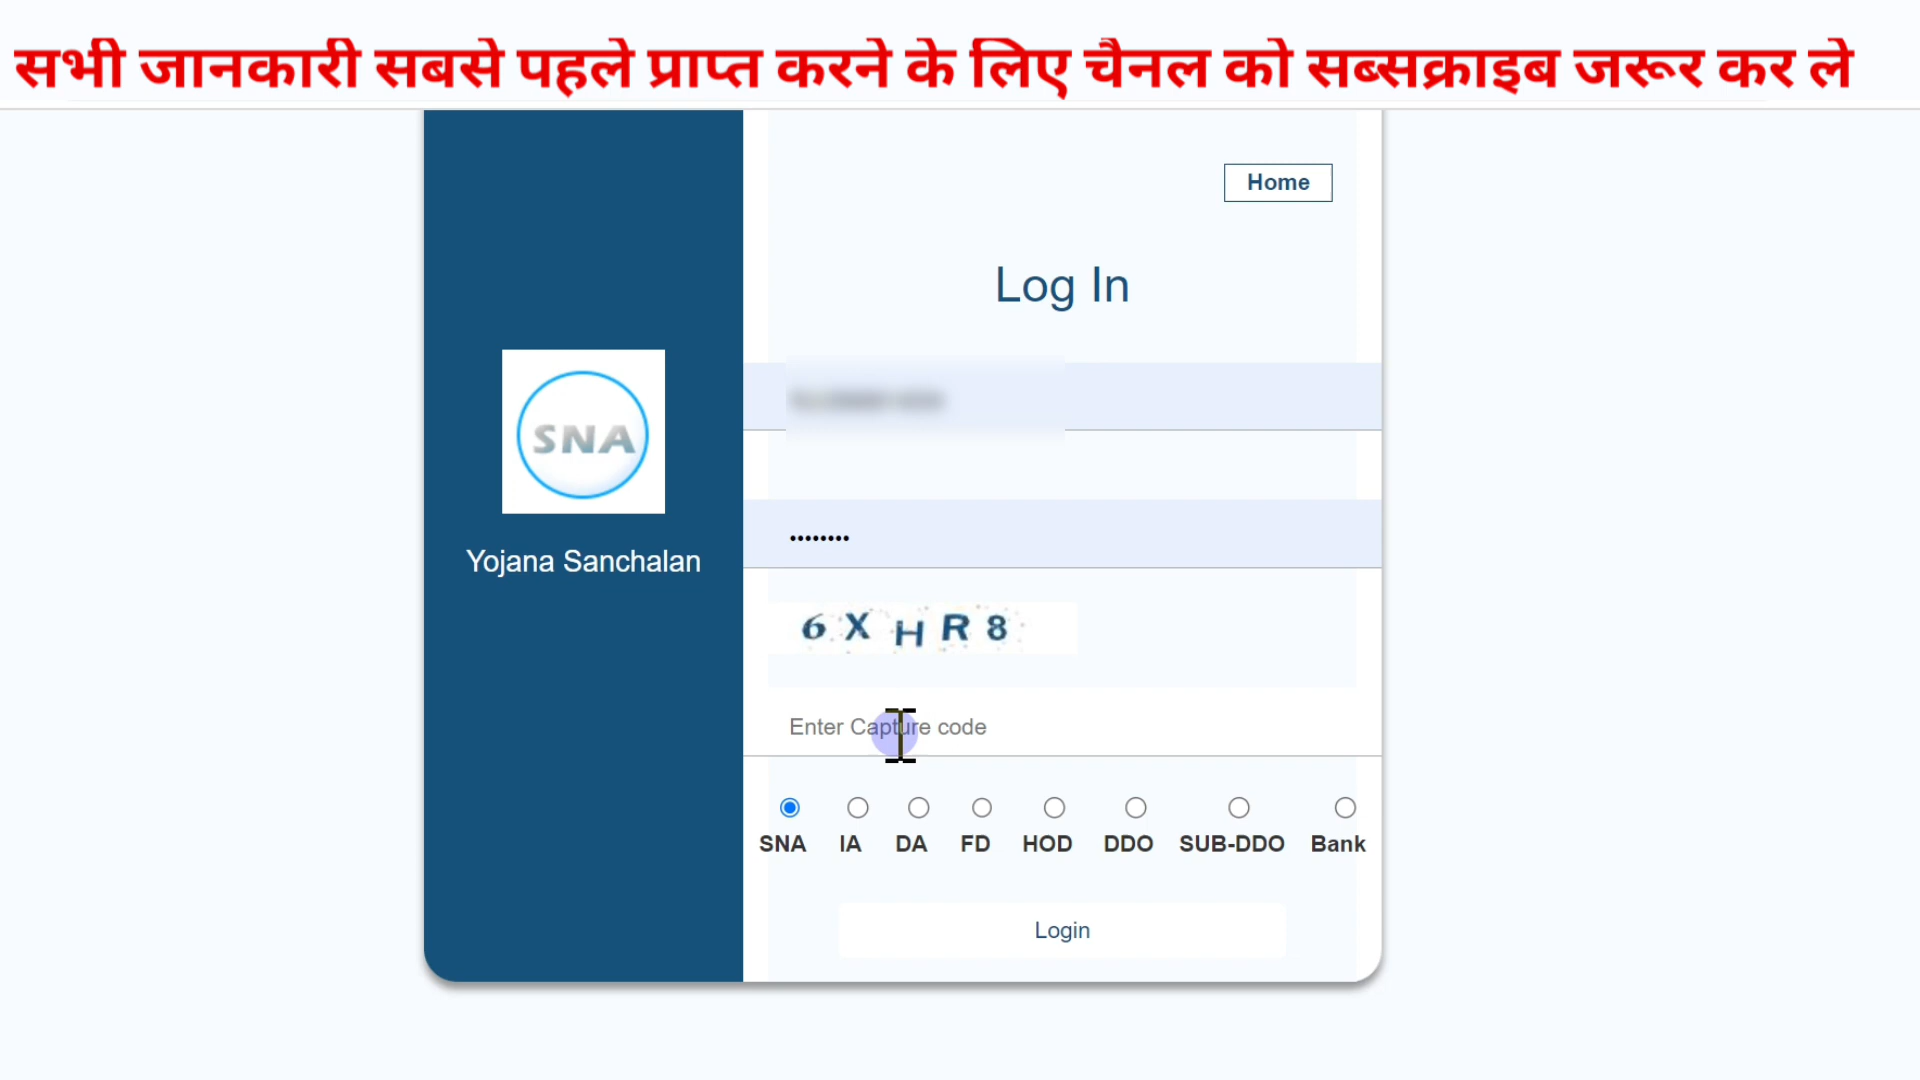 सभी जानकारी सबसे पहले प्राप्त करने के लिए चैनल को सब्सक्राइब जरूर कर ले
Home
Log In
SNA
Yojana Sanchalan
••••••••
6 X H R 8
Enter Capture code
SNA IA DA FD HOD DDO SUB-DDO Bank
Login